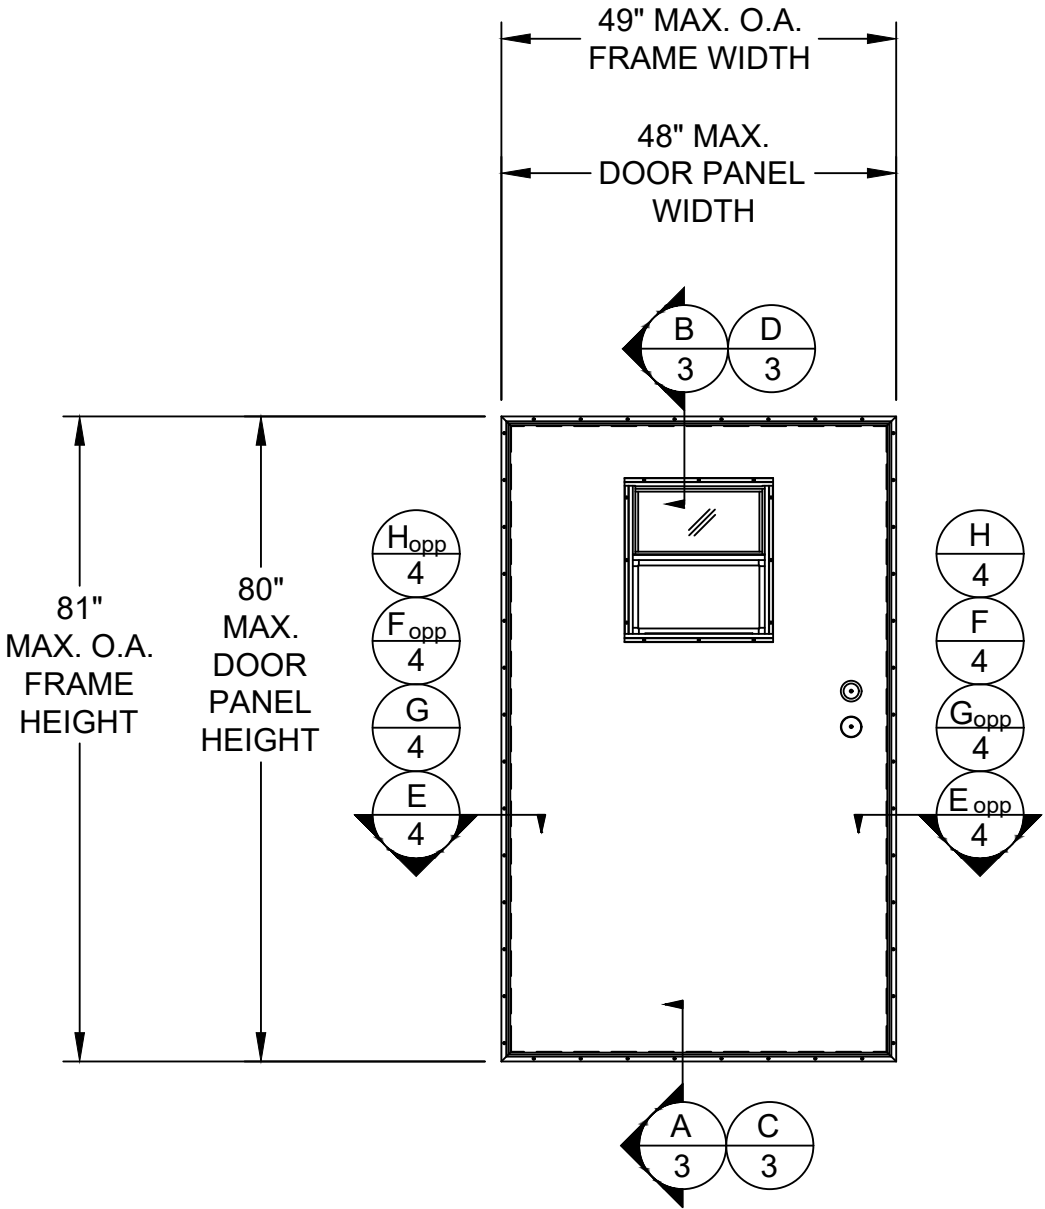 49" MAX. O.A.
FRAME WIDTH
48" MAX.
DOOR PANEL
WIDTH
B
3
D
3
81"
MAX. O.A.
FRAME
HEIGHT
80"
MAX.
DOOR
PANEL
HEIGHT
Hopp
4
Fopp
4
G
4
E
4
H
4
F
4
Gopp
4
E opp
4
A
3
C
3